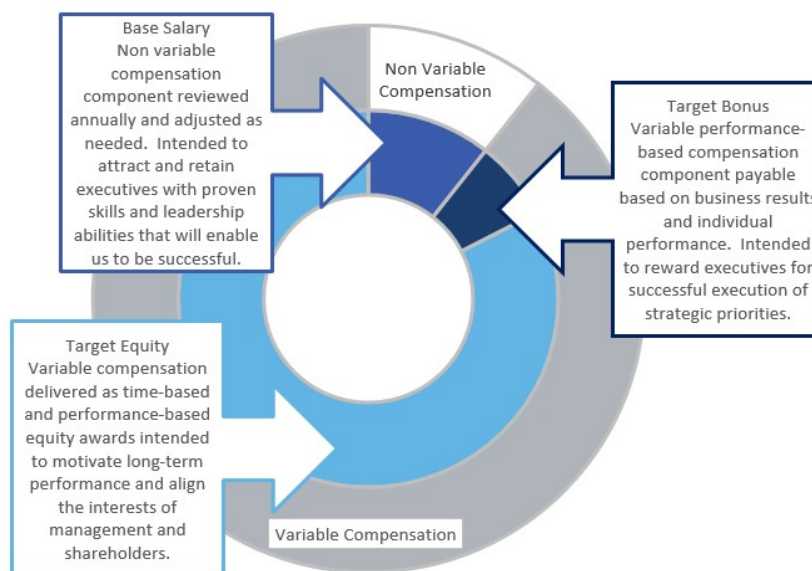 Base Salary
Non variable
compensation
component reviewed
annually and adjusted as
needed.  Intended to
attract and retain
executives with proven
skills and leadership
abilities that will enable
us to be successful.
Non Variable
Compensation
Target Bonus
Variable performance-
based compensation
component payable
based on business results
and individual
performance.  Intended
to reward executives for
successful execution of
strategic priorities.
Target Equity
Variable compensation
delivered as time-based
and performance-based
equity awards intended
to motivate long-term
performance and align
the interests of
management and
shareholders.
Variable Compensation